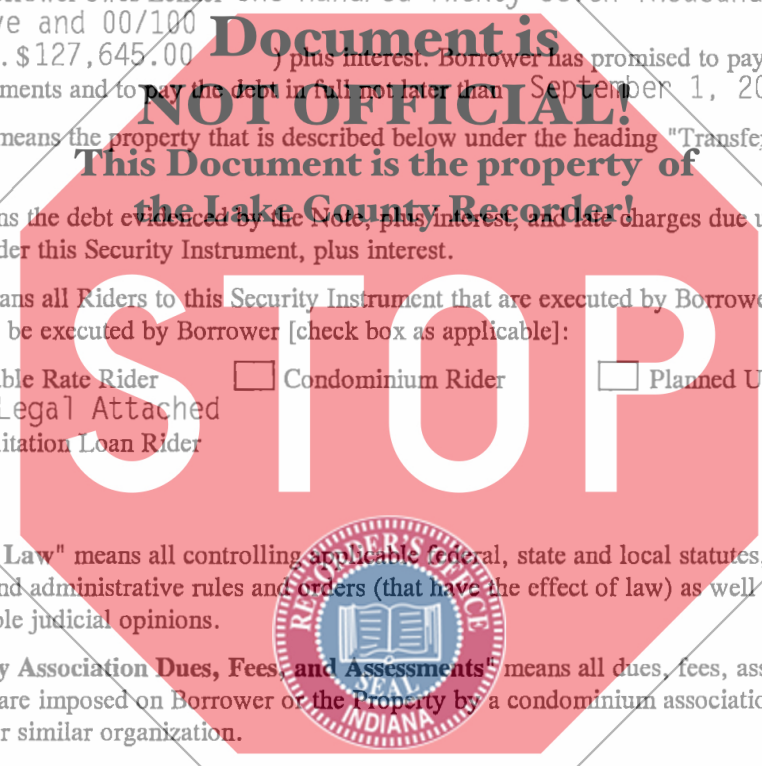 ve and 00/100
Document is
. $127,645.00 ) plus interest. Borrower has promised to pay
NOT OFFICIAL!
ments and to pay the debt in full not later than September 1, 20
means the property that is described below under the heading "Transfe
This Document is the property of
the Lake County Recorder!
ns the debt evidenced by the Note, plus interest, and late charges due u
der this Security Instrument, plus interest.
ans all Riders to this Security Instrument that are executed by Borrowe
be executed by Borrower [check box as applicable]:
ble Rate Rider Condominium Rider Planned U
Legal Attached
itation Loan Rider
STOP
Law" means all controlling applicable federal, state and local statutes,
nd administrative rules and orders (that have the effect of law) as well
ble judicial opinions.
RECORDER'S OFFICE
SEAL
INDIANA
y Association Dues, Fees, and Assessments" means all dues, fees, ass
are imposed on Borrower or the Property by a condominium associatio
r similar organization.